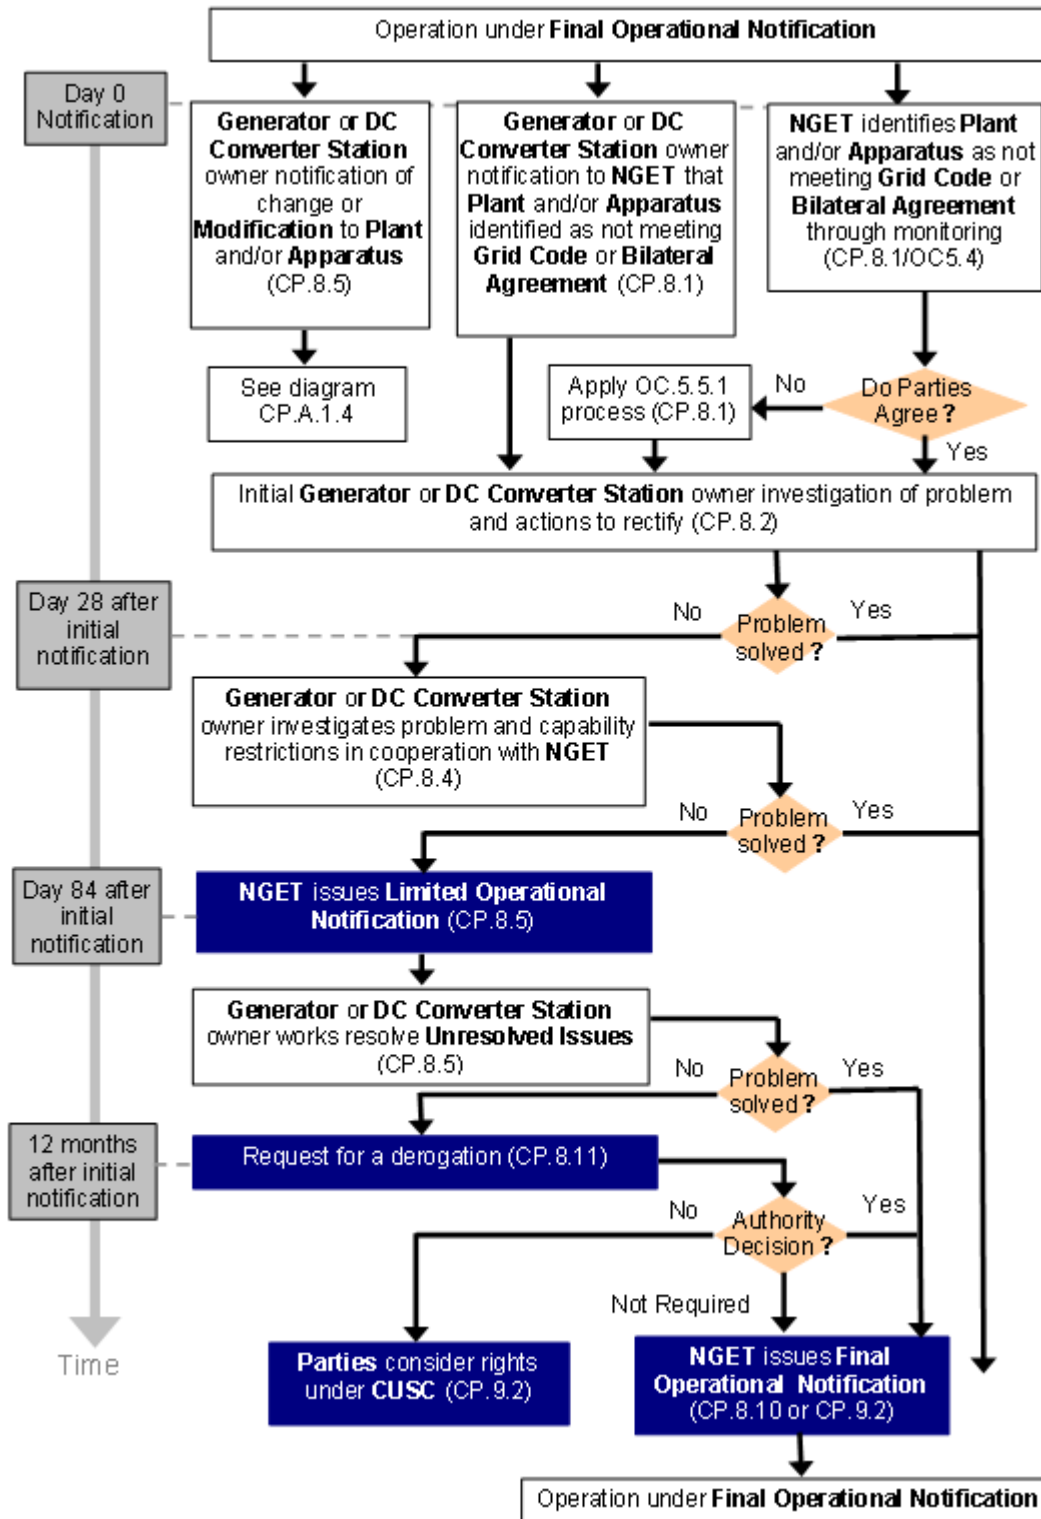 Operation under Final Operational Notification
Day 0
Notification
Generator or DC
Converter Station
owner notification of
change or
Modification to Plant
and/or Apparatus
(CP.8.5)
Generator or DC
Converter Station owner
notification to NGET that
Plant and/or Apparatus
identified as not meeting
Grid Code or Bilateral
Agreement (CP.8.1)
NGET identifies Plant
and/or Apparatus as not
meeting Grid Code or
Bilateral Agreement
through monitoring
(CP.8.1/OC5.4)
See diagram
CP.A.1.4
Apply OC.5.5.1
process (CP.8.1)
No
Do Parties
Agree ?
Yes
Initial Generator or DC Converter Station owner investigation of problem
and actions to rectify (CP.8.2)
Day 28 after
initial
notification
No
Problem
solved ?
Yes
Generator or DC Converter Station
owner investigates problem and capability
restrictions in cooperation with NGET
(CP.8.4)
No
Problem
solved ?
Yes
Day 84 after
initial
notification
NGET issues Limited Operational
Notification (CP.8.5)
Generator or DC Converter Station
owner works resolve Unresolved Issues
(CP.8.5)
No
Problem
solved ?
Yes
12 months
after initial
notification
Request for a derogation (CP.8.11)
No
Authority
Decision ?
Yes
Not Required
Time
Parties consider rights
under CUSC (CP.9.2)
NGET issues Final
Operational Notification
(CP.8.10 or CP.9.2)
Operation under Final Operational Notification